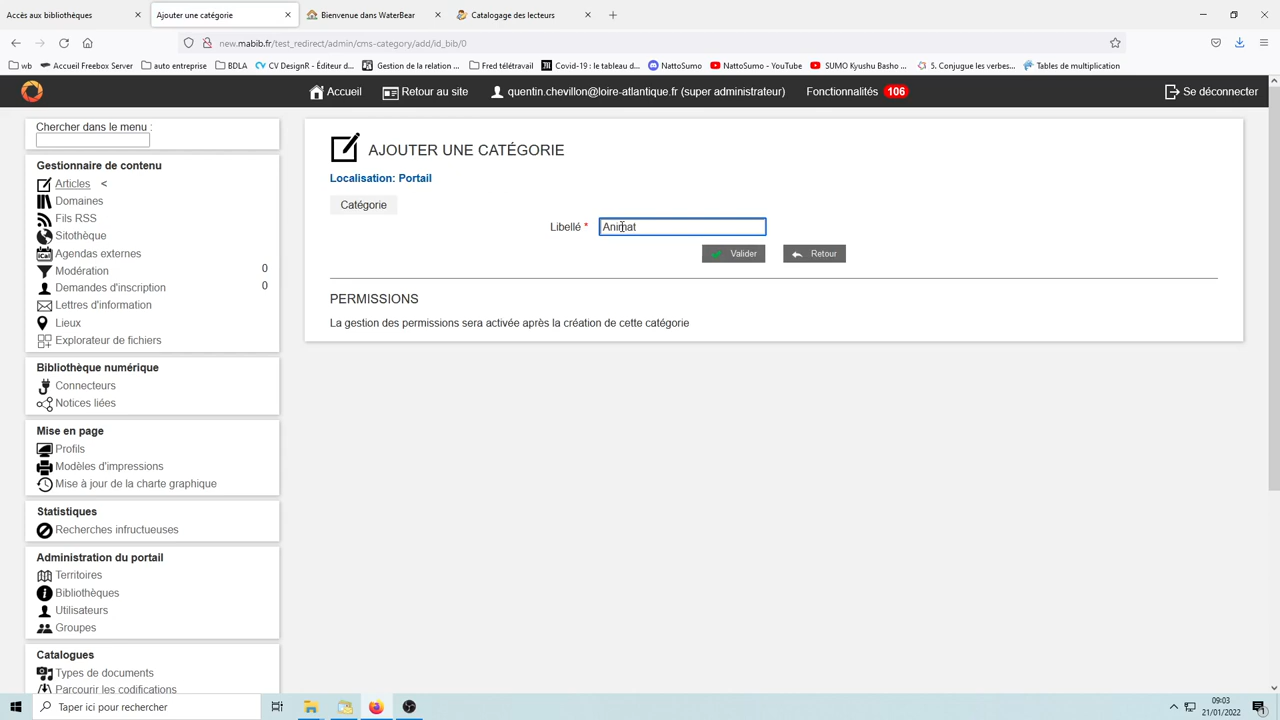 Accès aux bibliothèques
Ajouter une catégorie
Bienvenue dans WaterBear
Catalogage des lecteurs
new.mabib.fr/test_redirect/admin/cms-category/add/id_bib/0
wb
Accueil Freebox Server
auto entreprise
BDLA
CV DesignR - Éditeur d...
Gestion de la relation ...
Fred télétravail
Covid-19 : le tableau d...
NattoSumo
NattoSumo - YouTube
SUMO Kyushu Basho ...
5. Conjugue les verbes...
Tables de multiplication
Accueil
Retour au site
quentin.chevillon@loire-atlantique.fr (super administrateur)
Fonctionnalités 106
Se déconnecter
Chercher dans le menu :
Gestionnaire de contenu
Articles <
Domaines
Fils RSS
Sitothèque
Agendas externes
Modération 0
Demandes d'inscription 0
Lettres d'information
Lieux
Explorateur de fichiers
Bibliothèque numérique
Connecteurs
Notices liées
Mise en page
Profils
Modèles d'impressions
Mise à jour de la charte graphique
Statistiques
Recherches infructueuses
Administration du portail
Territoires
Bibliothèques
Utilisateurs
Groupes
Catalogues
Types de documents
Parcourir les codifications
AJOUTER UNE CATÉGORIE
Localisation: Portail
Catégorie
Libellé * Animat
Valider
Retour
PERMISSIONS
La gestion des permissions sera activée après la création de cette catégorie
Taper ici pour rechercher
09:03
21/01/2022
1